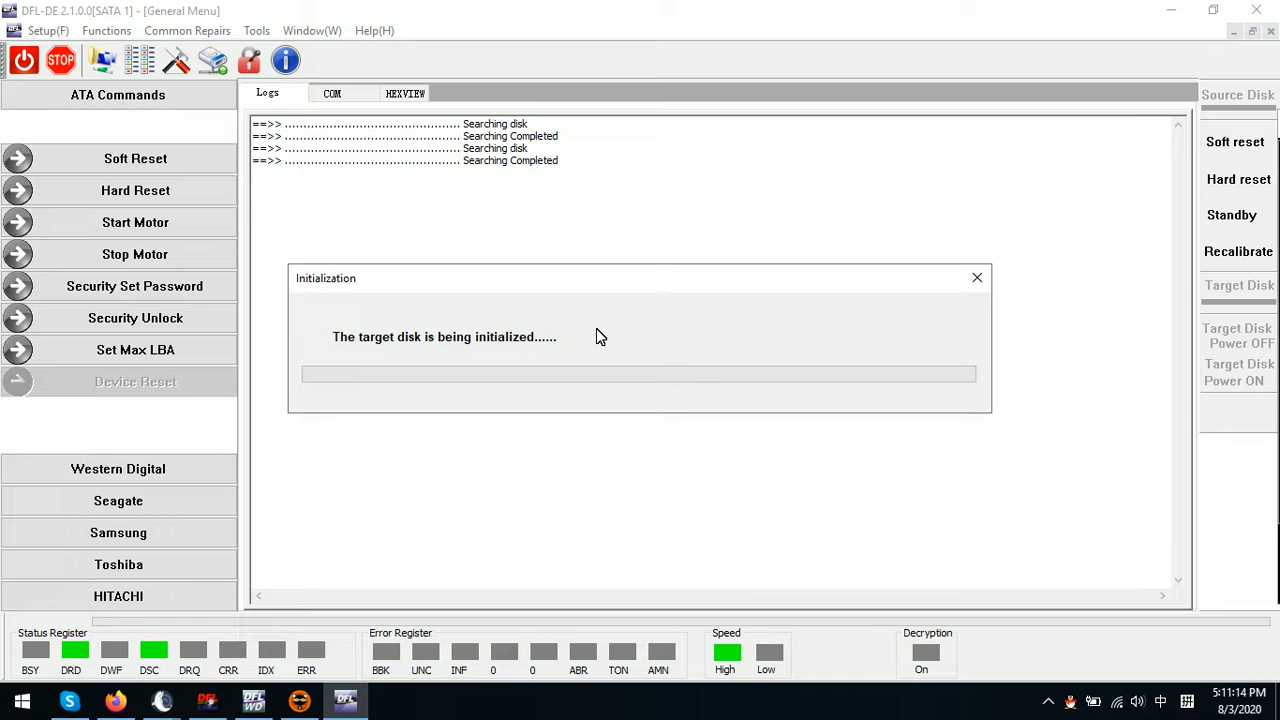 DFL-DE 2.1.0.0[SATA 1] - [General Menu]
Setup(F) Functions Common Repairs Tools Window(W) Help(H)
STOP
ATA Commands
Soft Reset
Hard Reset
Start Motor
Stop Motor
Security Set Password
Security Unlock
Set Max LBA
Device Reset
Western Digital
Seagate
Samsung
Toshiba
HITACHI
Logs COM HEXVIEW
==>> ............................................... Searching disk
==>> ............................................... Searching Completed
==>> ............................................... Searching disk
==>> ............................................... Searching Completed
Initialization
The target disk is being initialized......
Source Disk
Soft reset
Hard reset
Standby
Recalibrate
Target Disk
Target Disk
Power OFF
Target Disk
Power ON
Status Register
BSY DRD DWF DSC DRQ CRR IDX ERR
Error Register
BBK UNC INF 0 0 ABR TON AMN
Speed
High Low
Decryption
On
DFL
WD
中 拼
5:11:14 PM
8/3/2020